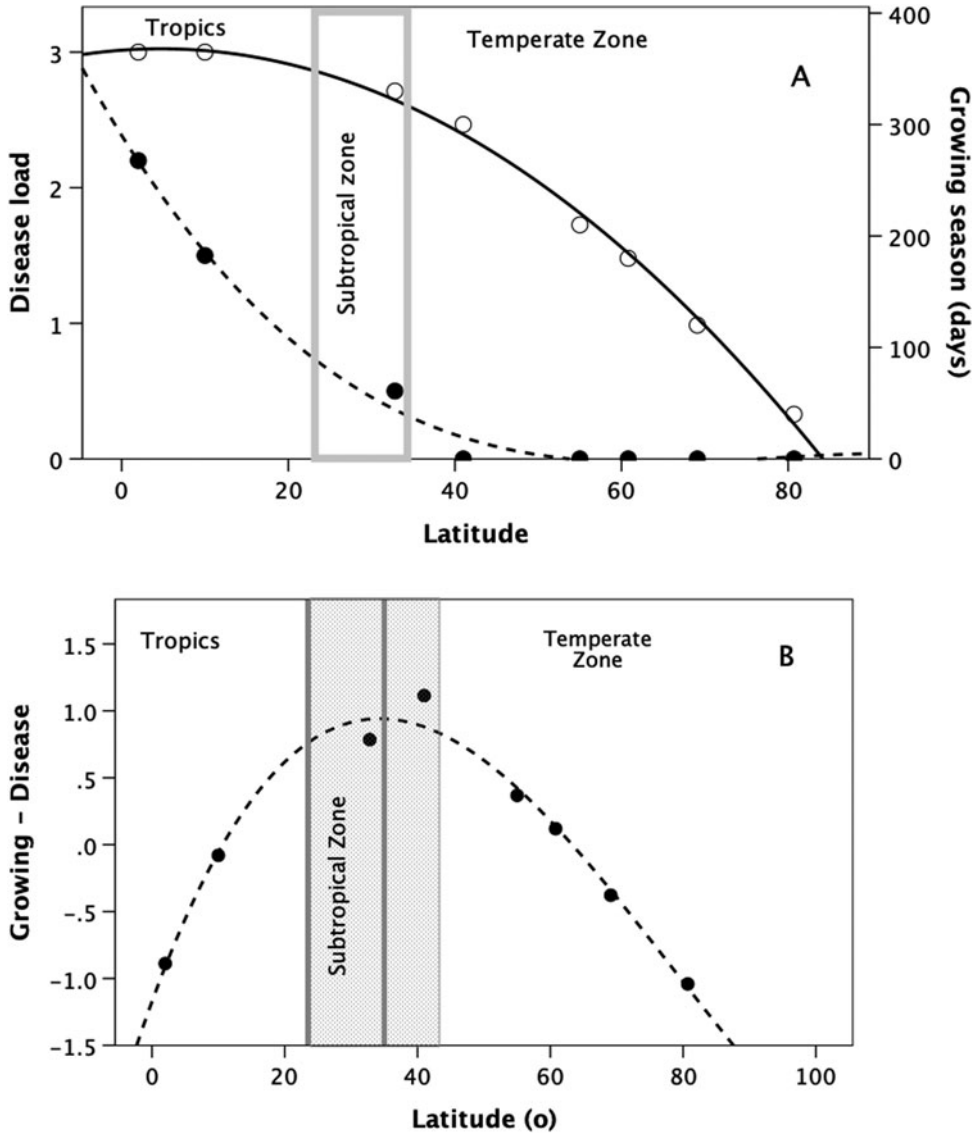 Tropics
Temperate Zone
A
Subtropical zone
Disease load
3
2
1
0
Growing season (days)
400
300
200
100
0
0 20 40 60 80
Latitude
Tropics
Temperate
Zone
B
Subtropical Zone
Growing – Disease
1.5
1.0
.5
.0
-.5
-1.0
-1.5
0 20 40 60 80 100
Latitude (o)